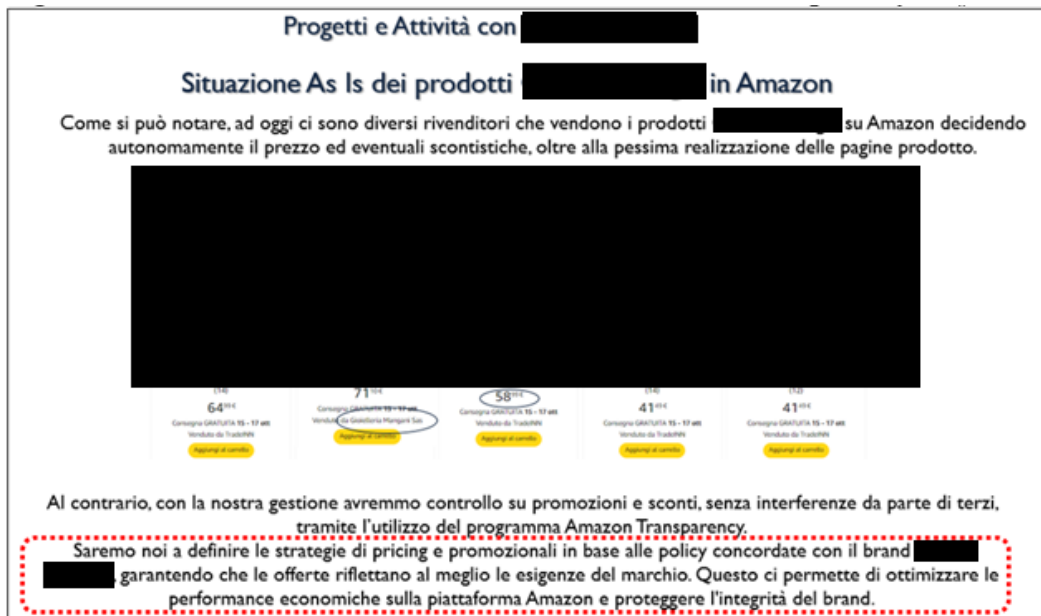 Progetti e Attività con
Situazione As Is dei prodotti in Amazon
Come si può notare, ad oggi ci sono diversi rivenditori che vendono i prodotti su Amazon decidendo
autonomamente il prezzo ed eventuali scontistiche, oltre alla pessima realizzazione delle pagine prodotto.
(14) (14) (12)
64⁹⁹€ 71¹⁰€ 58⁹⁹€ 41⁴⁹€ 41⁴⁹€
Consegna GRATUITA 15 - 17 ott Consegna GRATUITA 15 - 17 ott Consegna GRATUITA 15 - 17 ott Consegna GRATUITA 15 - 17 ott Consegna GRATUITA 15 - 17 ott
Venduto da TradeINN Venduto da Gioielleria Mangani Sas Venduto da TradeINN Venduto da TradeINN Venduto da TradeINN
Aggiungi al carrello Aggiungi al carrello Aggiungi al carrello Aggiungi al carrello Aggiungi al carrello
Al contrario, con la nostra gestione avremmo controllo su promozioni e sconti, senza interferenze da parte di terzi,
tramite l'utilizzo del programma Amazon Transparency.
Saremo noi a definire le strategie di pricing e promozionali in base alle policy concordate con il brand
, garantendo che le offerte riflettano al meglio le esigenze del marchio. Questo ci permette di ottimizzare le
performance economiche sulla piattaforma Amazon e proteggere l'integrità del brand.